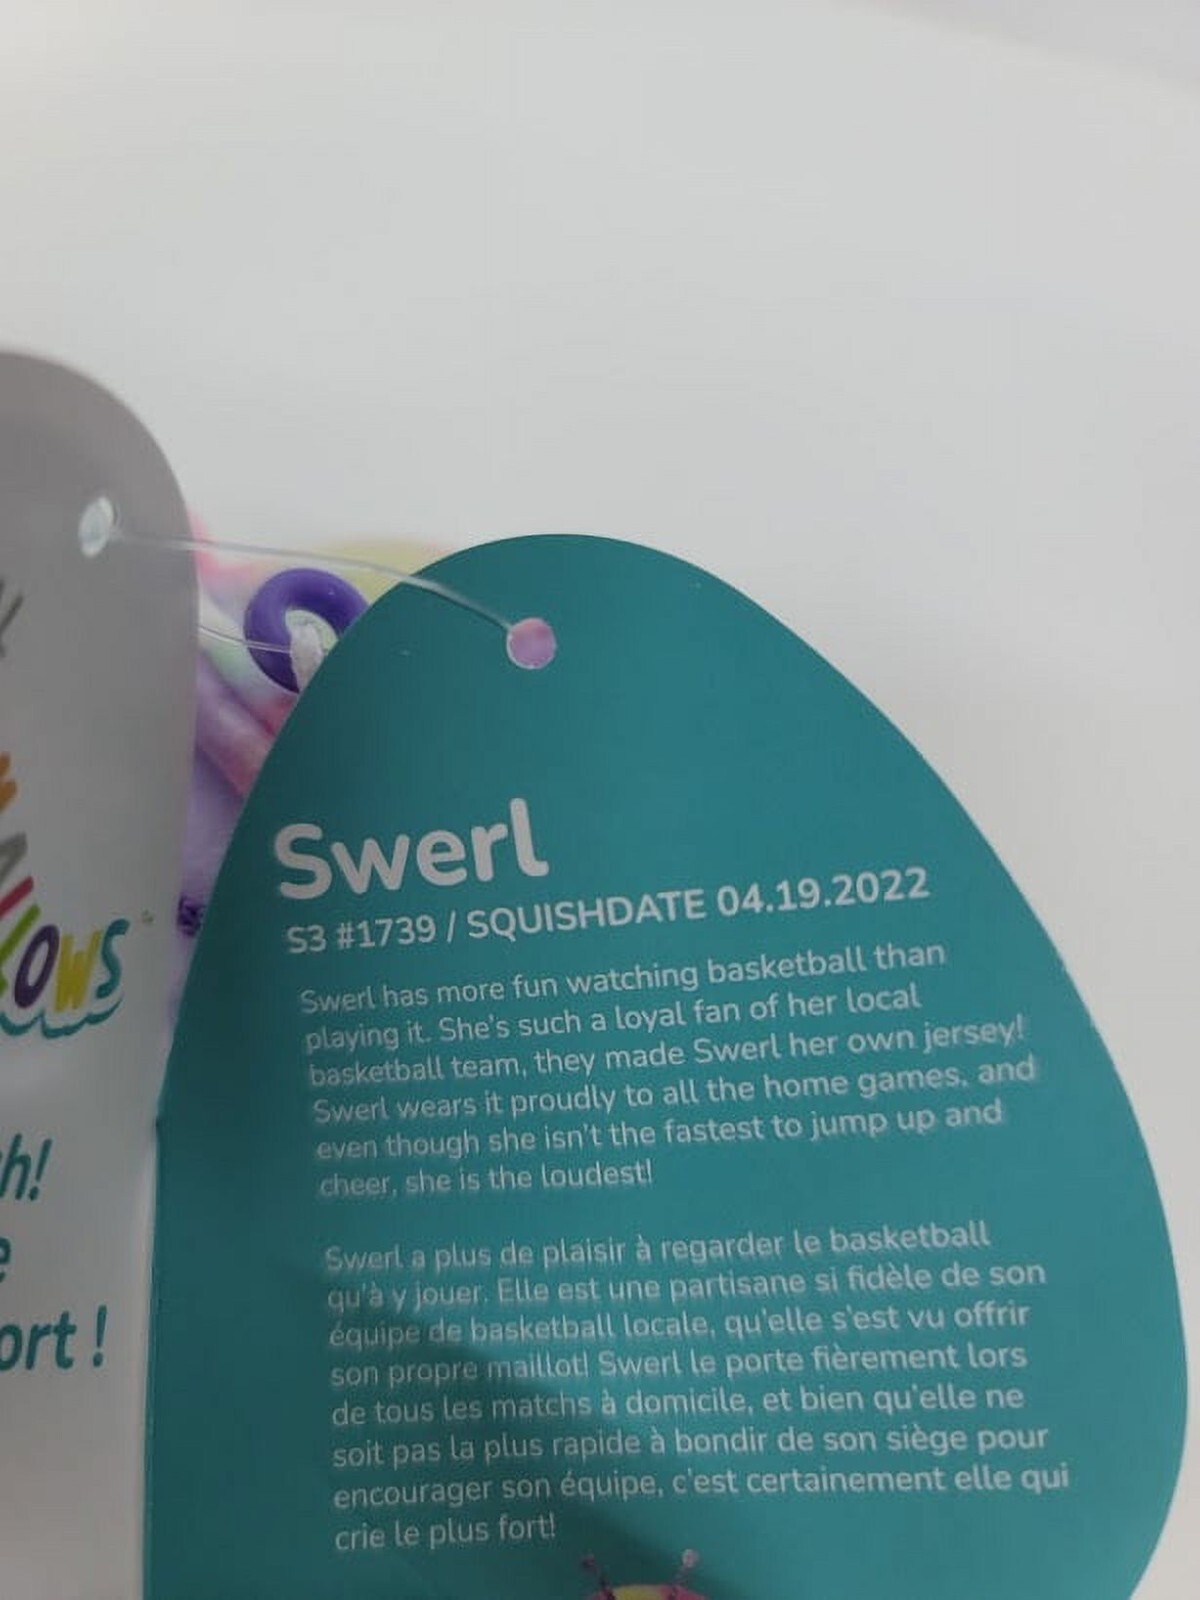 Swerl
S3 #1739 / SQUISHDATE 04.19.2022
Swerl has more fun watching basketball than
playing it. She's such a loyal fan of her local
basketball team, they made Swerl her own jersey!
Swerl wears it proudly to all the home games, and
even though she isn't the fastest to jump up and
cheer, she is the loudest!
Swerl a plus de plaisir à regarder le basketball
qu'à y jouer. Elle est une partisane si fidèle de son
équipe de basketball locale, qu'elle s'est vu offrir
son propre maillot! Swerl le porte fièrement lors
de tous les matchs à domicile, et bien qu'elle ne
soit pas la plus rapide à bondir de son siège pour
encourager son équipe, c'est certainement elle qui
crie le plus fort!
ows
h!
e
ort !